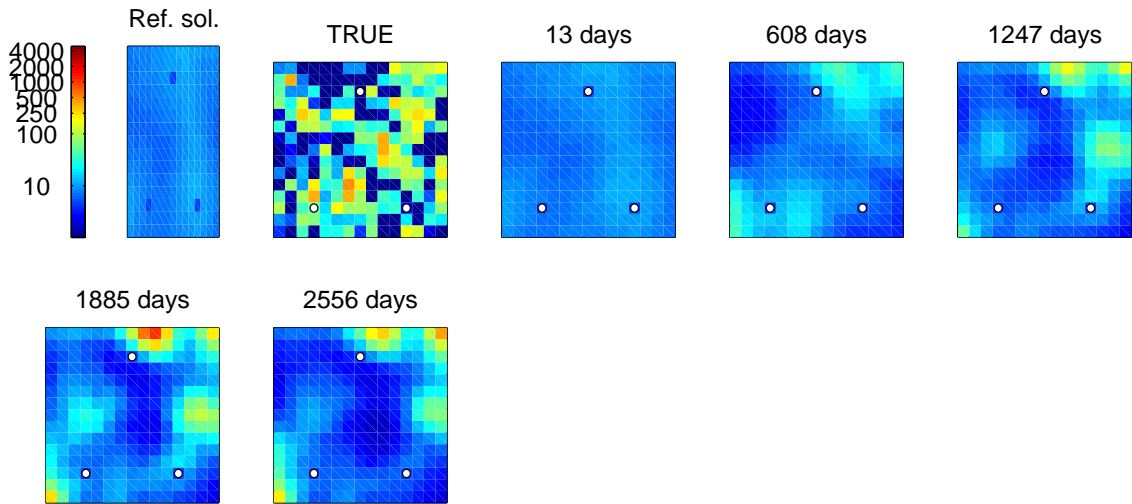 Ref. sol.
TRUE
13 days
608 days
1247 days
4000
2000
1000
500
250
100
10
1885 days
2556 days